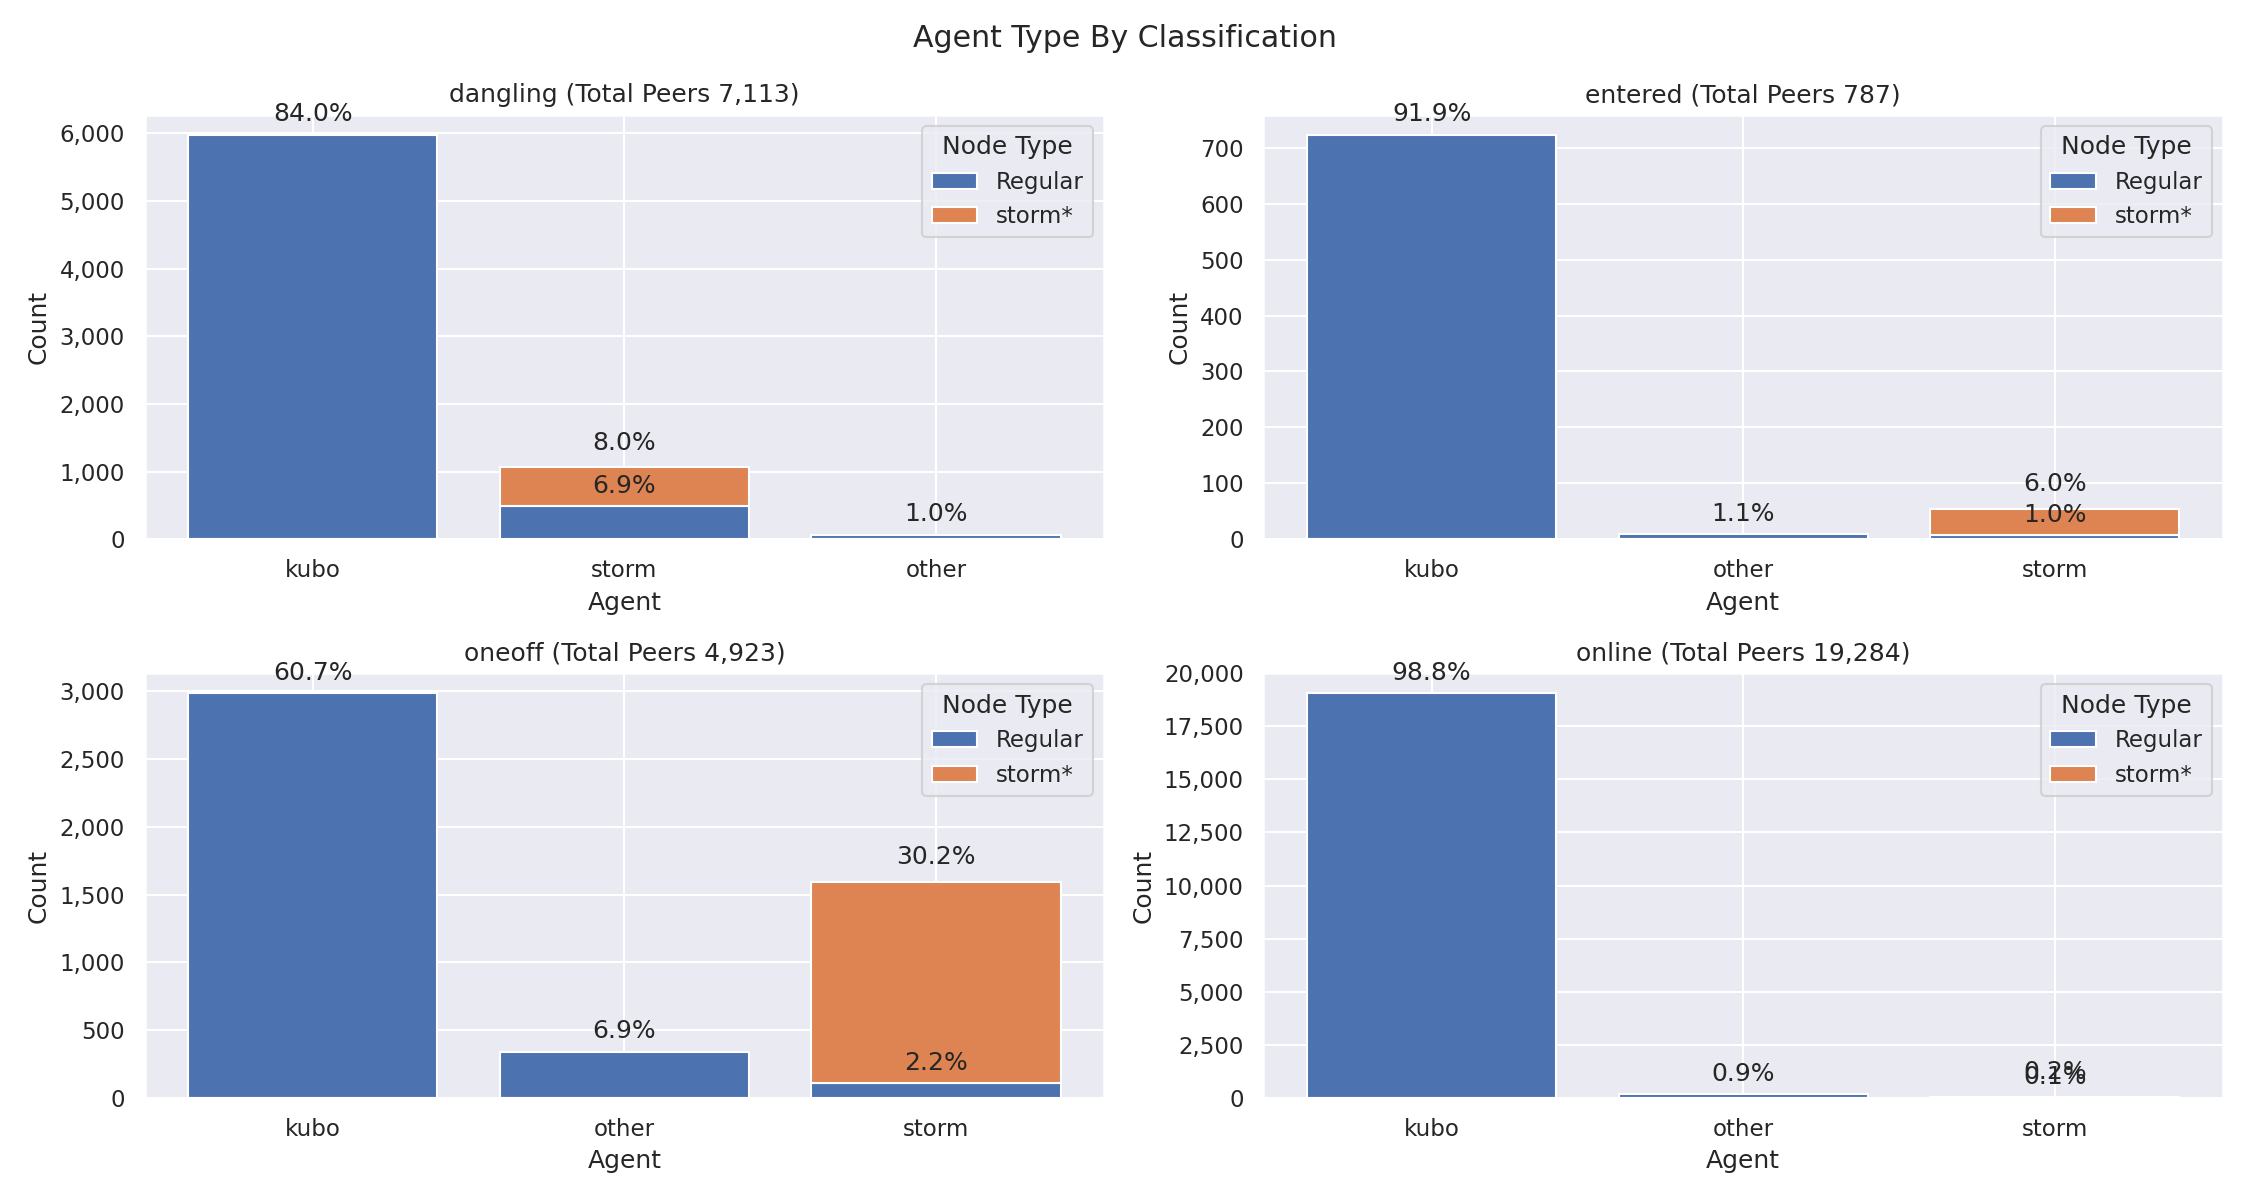 Agent Type By Classification
dangling (Total Peers 7,113)
84.0%
6,000
5,000
4,000
3,000
2,000
1,000
0
Count
8.0%
6.9%
1.0%
Node Type
Regular
storm*
kubo
storm
other
Agent
entered (Total Peers 787)
91.9%
700
600
500
400
300
200
100
0
Count
1.1%
6.0%
1.0%
Node Type
Regular
storm*
kubo
other
storm
Agent
oneoff (Total Peers 4,923)
60.7%
3,000
2,500
2,000
1,500
1,000
500
0
Count
6.9%
30.2%
2.2%
Node Type
Regular
storm*
kubo
other
storm
Agent
online (Total Peers 19,284)
98.8%
20,000
17,500
15,000
12,500
10,000
7,500
5,000
2,500
0
Count
0.9%
0.2%
0.1%
Node Type
Regular
storm*
kubo
other
storm
Agent